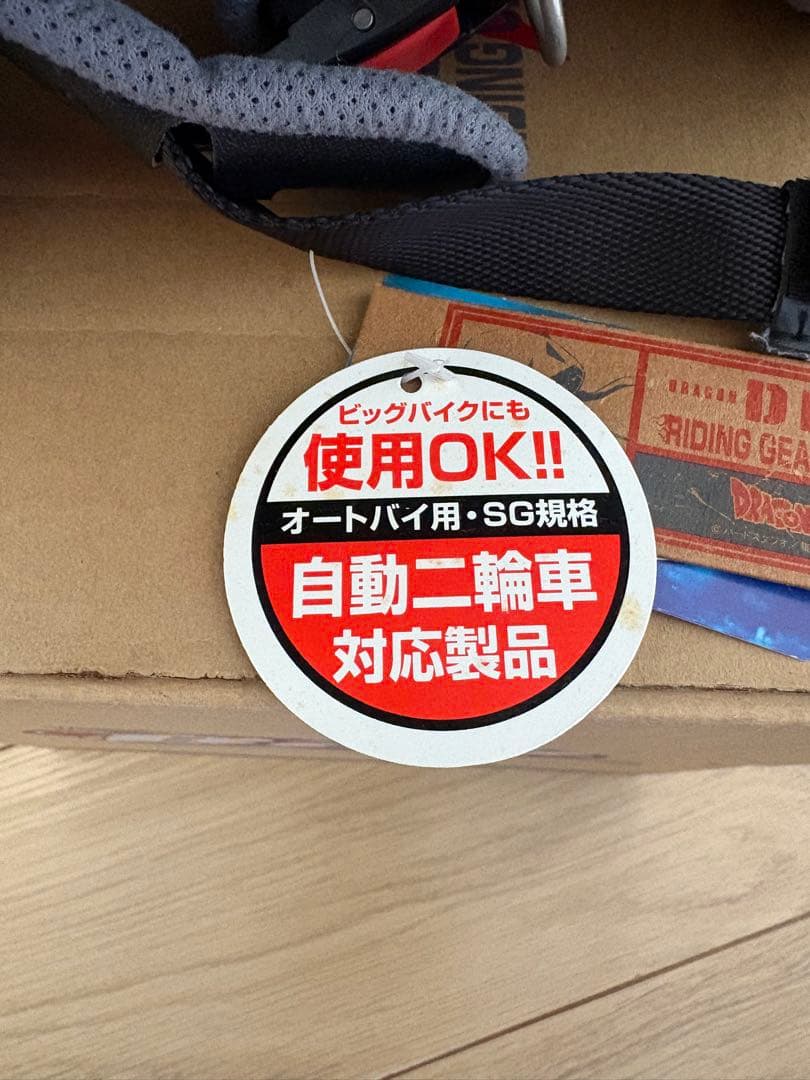 ビッグバイクにも
使用OK!!
オートバイ用・SG規格
自動二輪車
対応製品
DRAGON D
RIDING GEA
DRAGON